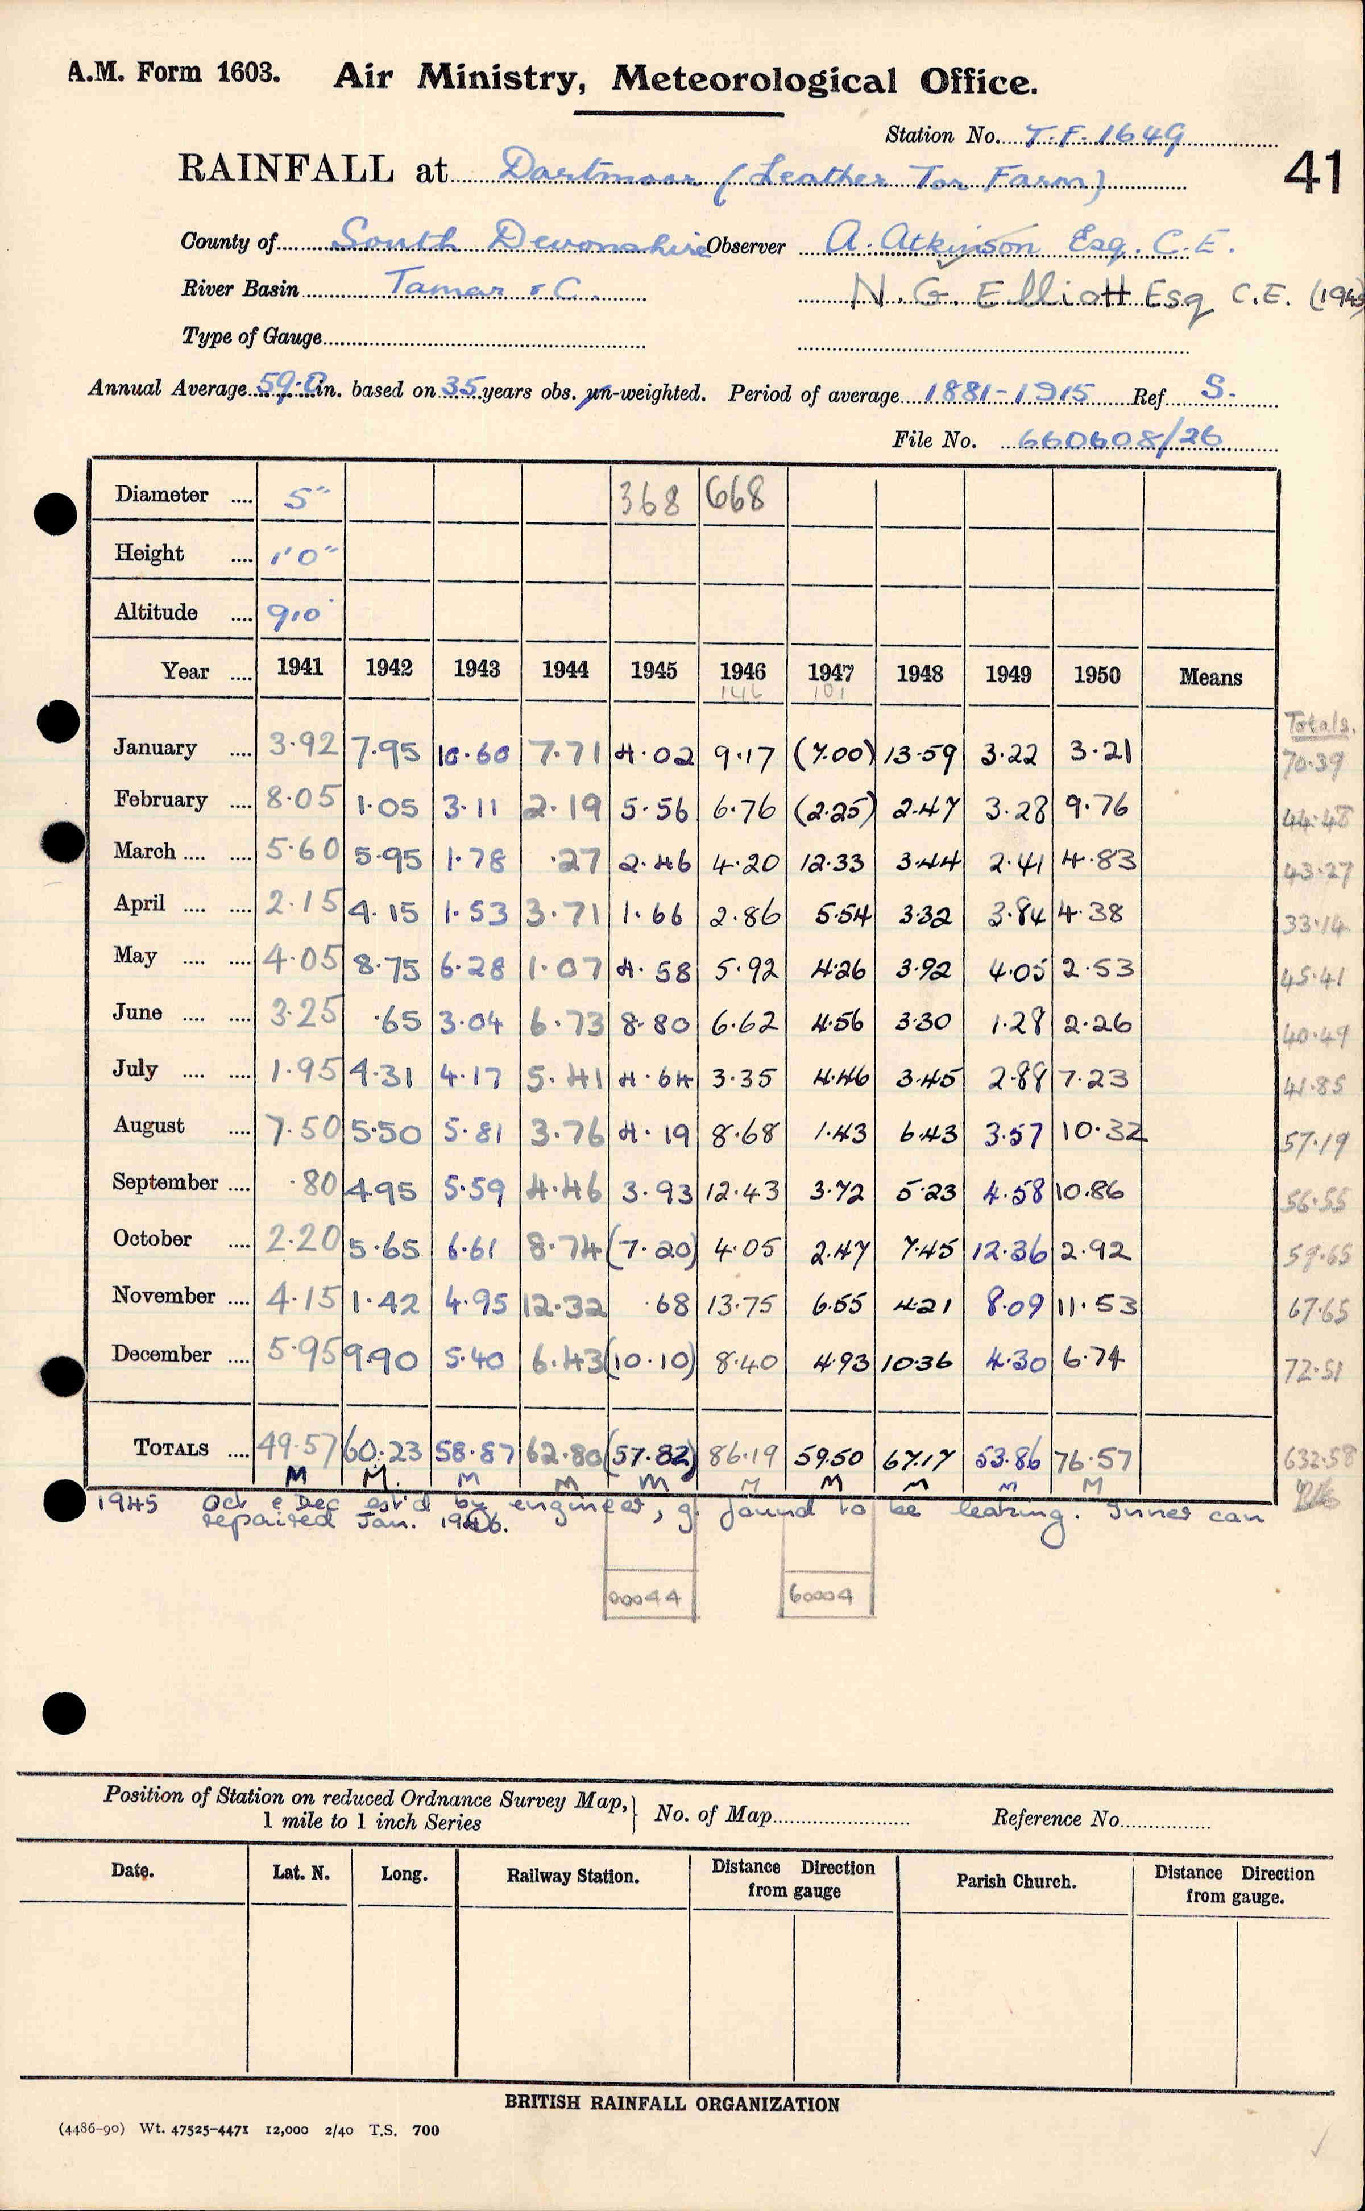 A.M. Form 1603. Air Ministry, Meteorological Office.
Station No. T.F. 1649
41
RAINFALL at Dartmoor (Leather Tor Farm)
County of South Devonshire Observer A. Atkinson Esq. C.E.
River Basin Tamar &C. N. G. Elliott Esq C.E.
Type of Gauge
Annual Average 59.0 in. based on 35 years obs. un-weighted. Period of average 1881-1915 Ref S.
File No. 660608/26
Diameter .... 5" 368 668
Height .... 1'0"
Altitude .... 910'
Year .... 1941 1942 1943 1944 1945 1946 1947 1948 1949 1950 Means
146 101
Totals.
January .... 3.92 7.95 10.60 7.71 4.02 9.17 (7.00) 13.59 3.22 3.21 70.39
February .... 8.05 1.05 3.11 2.19 5.56 6.76 (2.25) 2.47 3.28 9.76 44.48
March .... .... 5.60 5.95 1.78 .27 2.46 4.20 12.33 3.44 2.41 4.83 43.27
April .... .... 2.15 4.15 1.53 3.71 1.66 2.86 5.54 3.32 3.84 4.38 33.14
May .... .... 4.05 8.75 6.28 1.07 4.58 5.92 4.26 3.92 4.05 2.53 45.41
June .... .... 3.25 .65 3.04 6.73 8.80 6.62 4.56 3.30 1.28 2.26 40.49
July .... .... 1.95 4.31 4.17 5.41 4.64 3.35 4.46 3.45 2.88 7.23 41.85
August .... 7.50 5.50 5.81 3.76 4.19 8.68 1.43 6.43 3.57 10.32 57.19
September .... .80 4.95 5.59 4.46 3.93 12.43 3.72 5.23 4.58 10.86 56.55
October .... 2.20 5.65 6.61 8.74 (7.20) 4.05 2.47 7.45 12.36 2.92 59.65
November .... 4.15 1.42 4.95 12.32 .68 13.75 6.55 4.21 8.09 11.53 67.65
December .... 5.95 9.90 5.40 6.43 (10.10) 8.40 4.93 10.36 4.30 6.74 72.51
TOTALS .... 49.57 60.23 58.87 62.80 (57.82) 86.19 59.50 67.17 53.86 76.57 632.58
M M. M M M M M M M M
1945 Oct & Dec est'd by engineer, g. found to be leaking. Inner can
repaired Jan. 1946.
00044 60004
Position of Station on reduced Ordnance Survey Map, 1 mile to 1 inch Series } No. of Map Reference No.
Date. Lat. N. Long. Railway Station. Distance from gauge Direction Parish Church. Distance Direction from gauge.
BRITISH RAINFALL ORGANIZATION
(4486-90) Wt. 47525-4471 12,000 2/40 T.S. 700